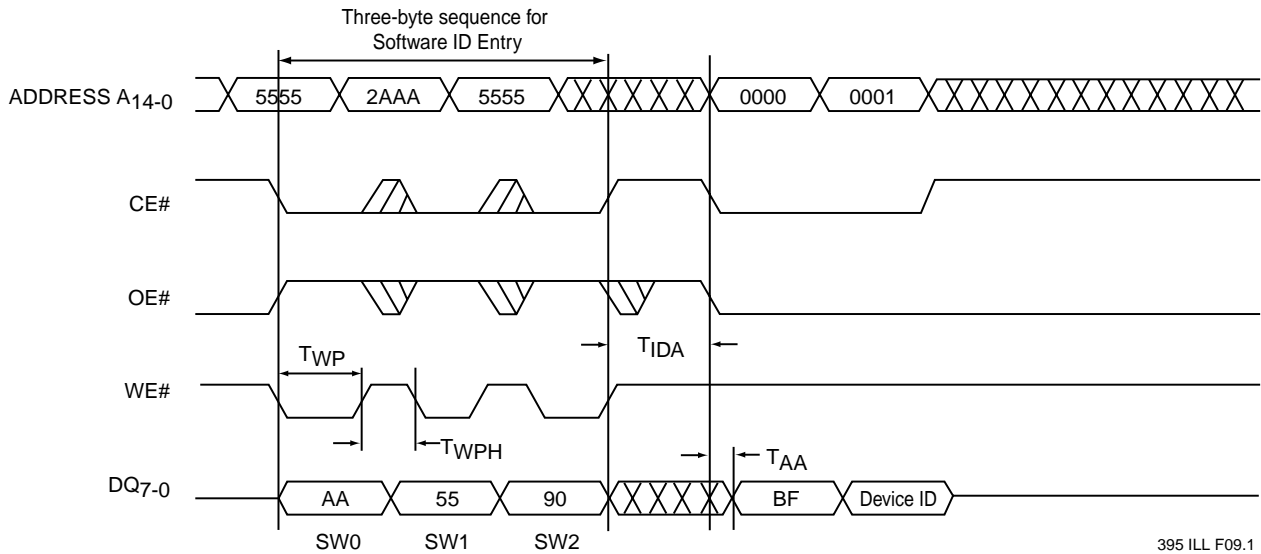 Three-byte sequence for
Software ID Entry
ADDRESS A14-0 5555 2AAA 5555 0000 0001
CE#
OE#
TIDA
TWP
WE#
TWPH
TAA
DQ7-0 AA 55 90 BF Device ID
SW0 SW1 SW2
395 ILL F09.1